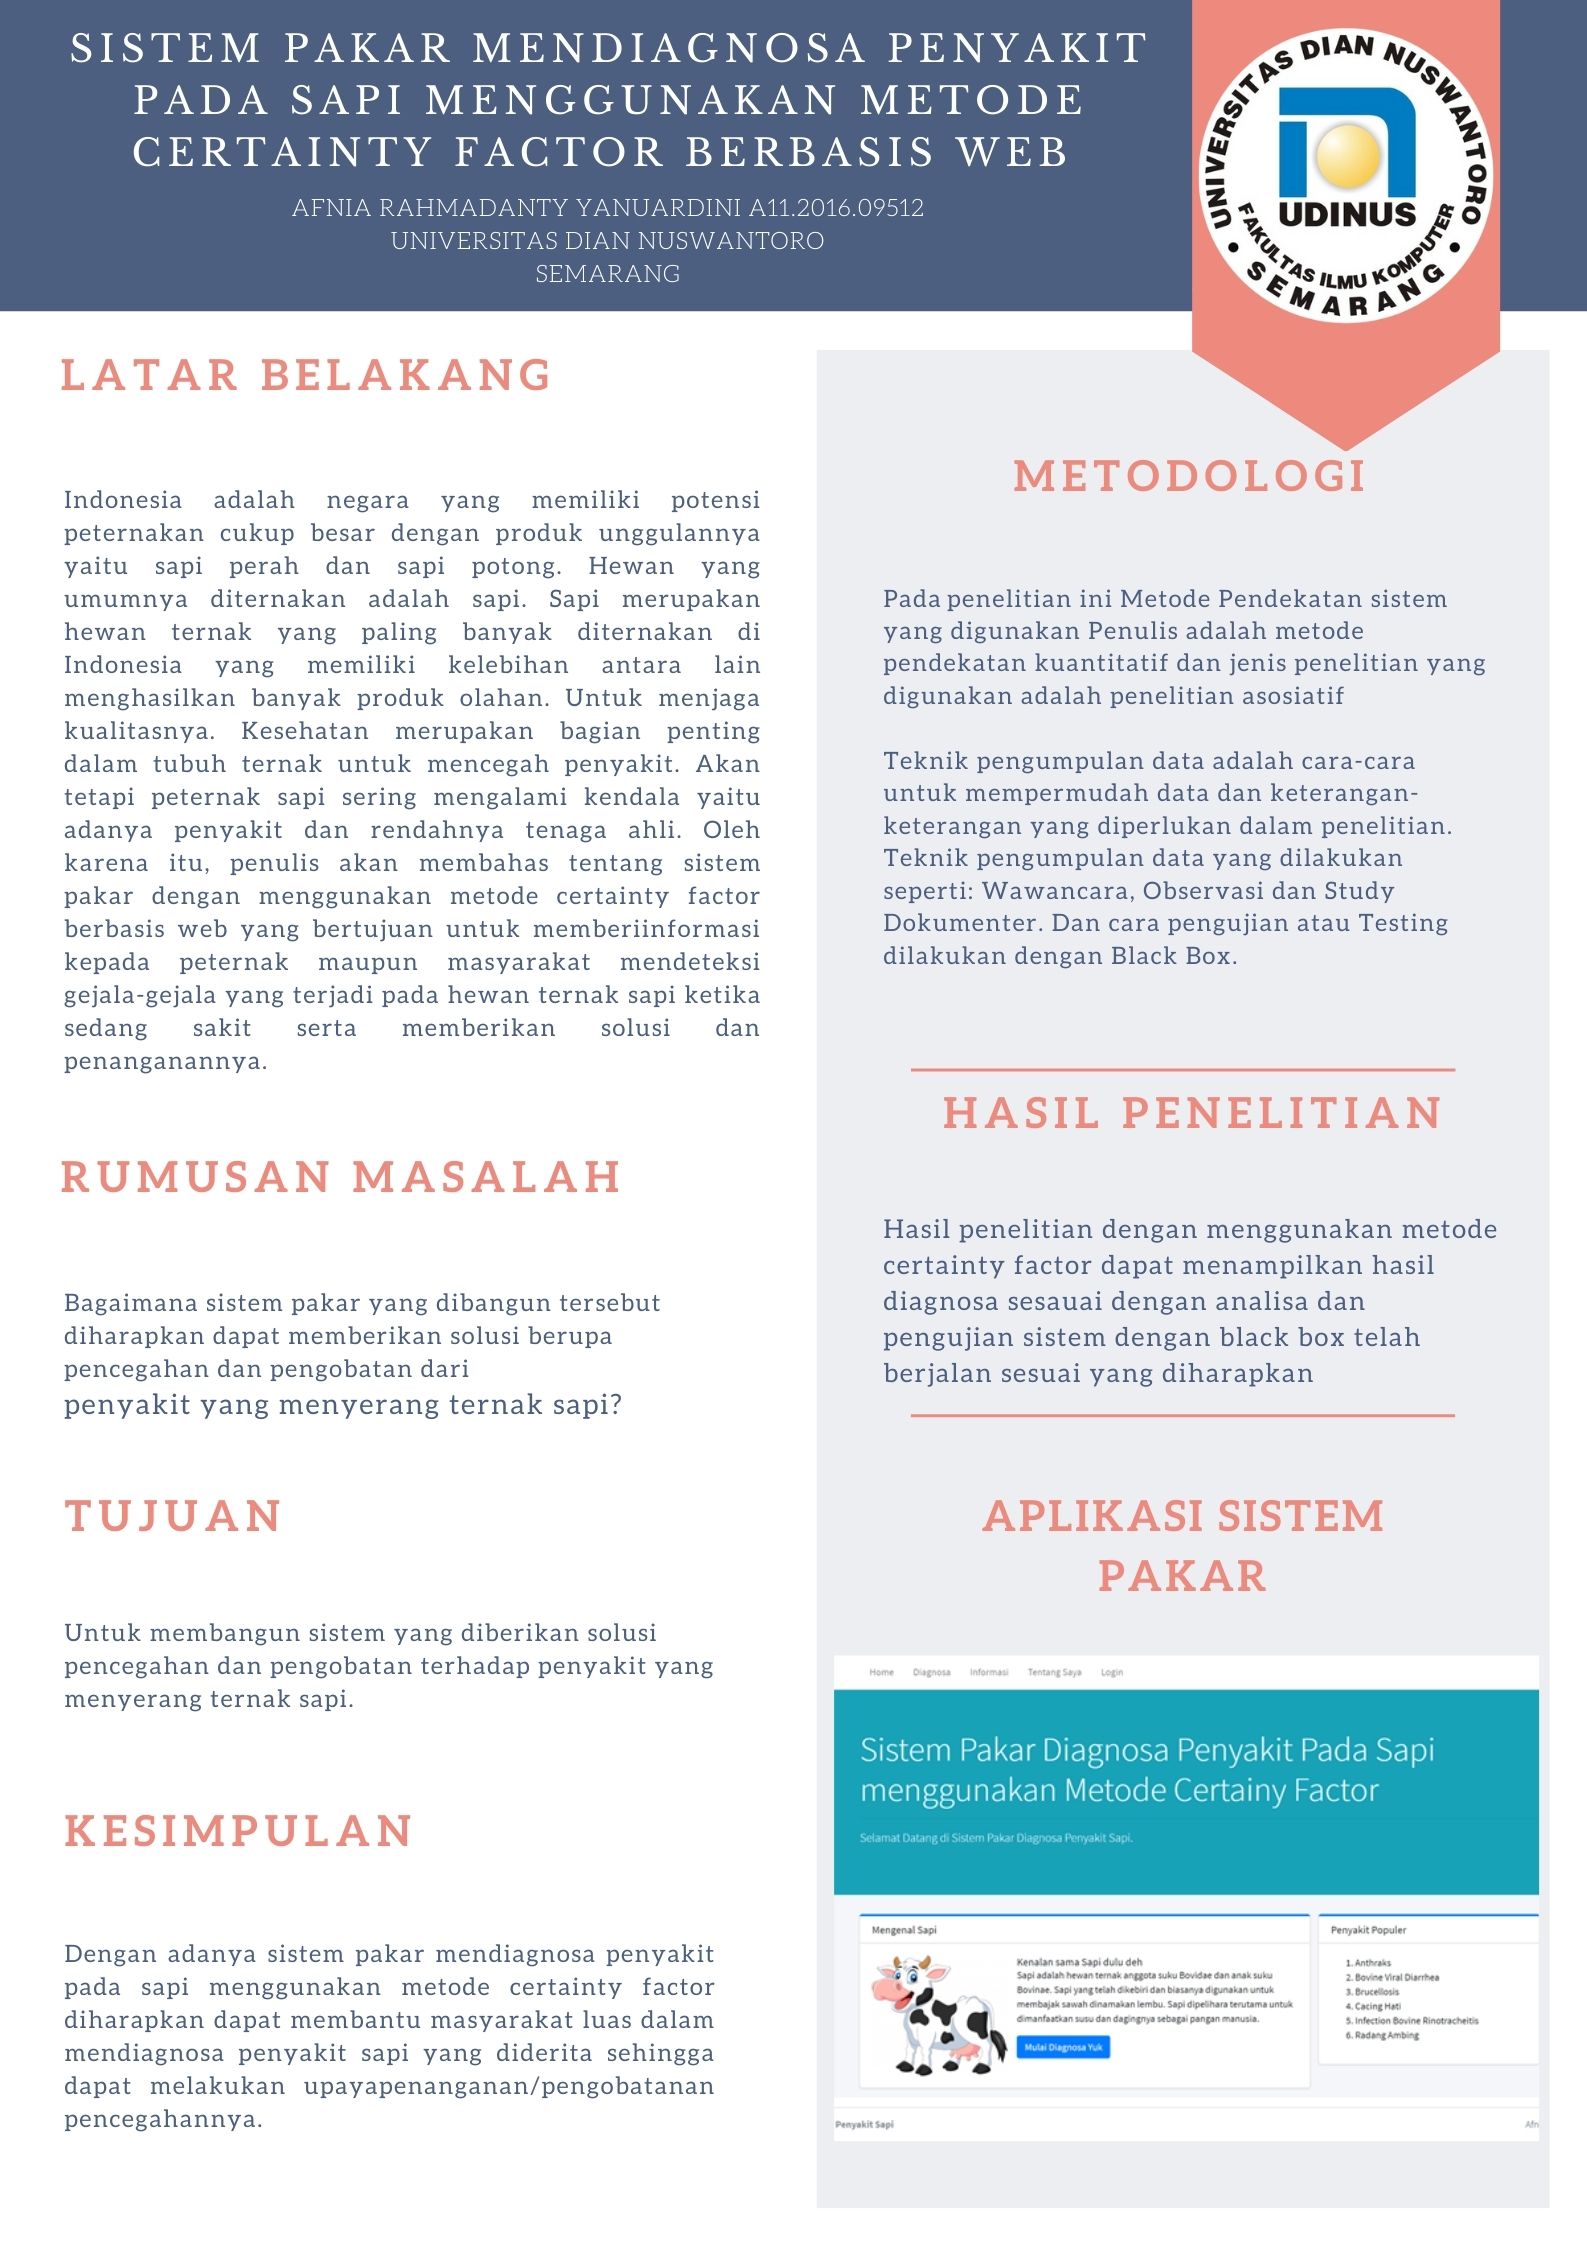 SISTEM PAKAR MENDIAGNOSA PENYAKIT
PADA SAPI MENGGUNAKAN METODE
CERTAINTY FACTOR BERBASIS WEB
AFNIA RAHMADANTY YANUARDINI A11.2016.09512
UNIVERSITAS DIAN NUSWANTORO
SEMARANG
UNIVERSITAS DIAN NUSWANTORO
UDINUS
FAKULTAS ILMU KOMPUTER
• SEMARANG •
LATAR BELAKANG
Indonesia adalah negara yang memiliki potensi
peternakan cukup besar dengan produk unggulannya
yaitu sapi perah dan sapi potong. Hewan yang
umumnya diternakan adalah sapi. Sapi merupakan
hewan ternak yang paling banyak diternakan di
Indonesia yang memiliki kelebihan antara lain
menghasilkan banyak produk olahan. Untuk menjaga
kualitasnya. Kesehatan merupakan bagian penting
dalam tubuh ternak untuk mencegah penyakit. Akan
tetapi peternak sapi sering mengalami kendala yaitu
adanya penyakit dan rendahnya tenaga ahli. Oleh
karena itu, penulis akan membahas tentang sistem
pakar dengan menggunakan metode certainty factor
berbasis web yang bertujuan untuk memberiinformasi
kepada peternak maupun masyarakat mendeteksi
gejala-gejala yang terjadi pada hewan ternak sapi ketika
sedang sakit serta memberikan solusi dan
penanganannya.
RUMUSAN MASALAH
Bagaimana sistem pakar yang dibangun tersebut
diharapkan dapat memberikan solusi berupa
pencegahan dan pengobatan dari
penyakit yang menyerang ternak sapi?
TUJUAN
Untuk membangun sistem yang diberikan solusi
pencegahan dan pengobatan terhadap penyakit yang
menyerang ternak sapi.
KESIMPULAN
Dengan adanya sistem pakar mendiagnosa penyakit
pada sapi menggunakan metode certainty factor
diharapkan dapat membantu masyarakat luas dalam
mendiagnosa penyakit sapi yang diderita sehingga
dapat melakukan upayapenanganan/pengobatanan
pencegahannya.
METODOLOGI
Pada penelitian ini Metode Pendekatan sistem
yang digunakan Penulis adalah metode
pendekatan kuantitatif dan jenis penelitian yang
digunakan adalah penelitian asosiatif
Teknik pengumpulan data adalah cara-cara
untuk mempermudah data dan keterangan-
keterangan yang diperlukan dalam penelitian.
Teknik pengumpulan data yang dilakukan
seperti: Wawancara, Observasi dan Study
Dokumenter. Dan cara pengujian atau Testing
dilakukan dengan Black Box.
HASIL PENELITIAN
Hasil penelitian dengan menggunakan metode
certainty factor dapat menampilkan hasil
diagnosa sesauai dengan analisa dan
pengujian sistem dengan black box telah
berjalan sesuai yang diharapkan
APLIKASI SISTEM
PAKAR
Home Diagnosa Informasi Tentang Saya Login
Sistem Pakar Diagnosa Penyakit Pada Sapi
menggunakan Metode Certainy Factor
Selamat Datang di Sistem Pakar Diagnosa Penyakit Sapi.
Mengenal Sapi
Kenalan sama Sapi dulu deh
Sapi adalah hewan ternak anggota suku Bovidae dan anak suku
Bovinae. Sapi yang telah dikebiri dan biasanya digunakan untuk
membajak sawah dinamakan lembu. Sapi dipelihara terutama untuk
dimanfaatkan susu dan dagingnya sebagai pangan manusia.
Mulai Diagnosa Yuk
Penyakit Populer
1. Anthraks
2. Bovine Viral Diarrhea
3. Brucellosis
4. Cacing Hati
5. Infection Bovine Rinotracheitis
6. Radang Ambing
Penyakit Sapi
Afn